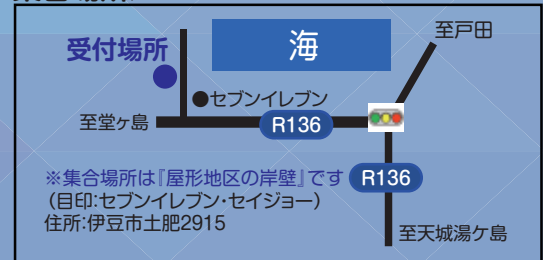 至戸田
受付場所
海
●セブンイレブン
至堂ヶ島
R136
※集合場所は『屋形地区の岸壁』です
R136
(目印:セブンイレブン・セイジョー)
住所:伊豆市土肥2915
至天城湯ケ島